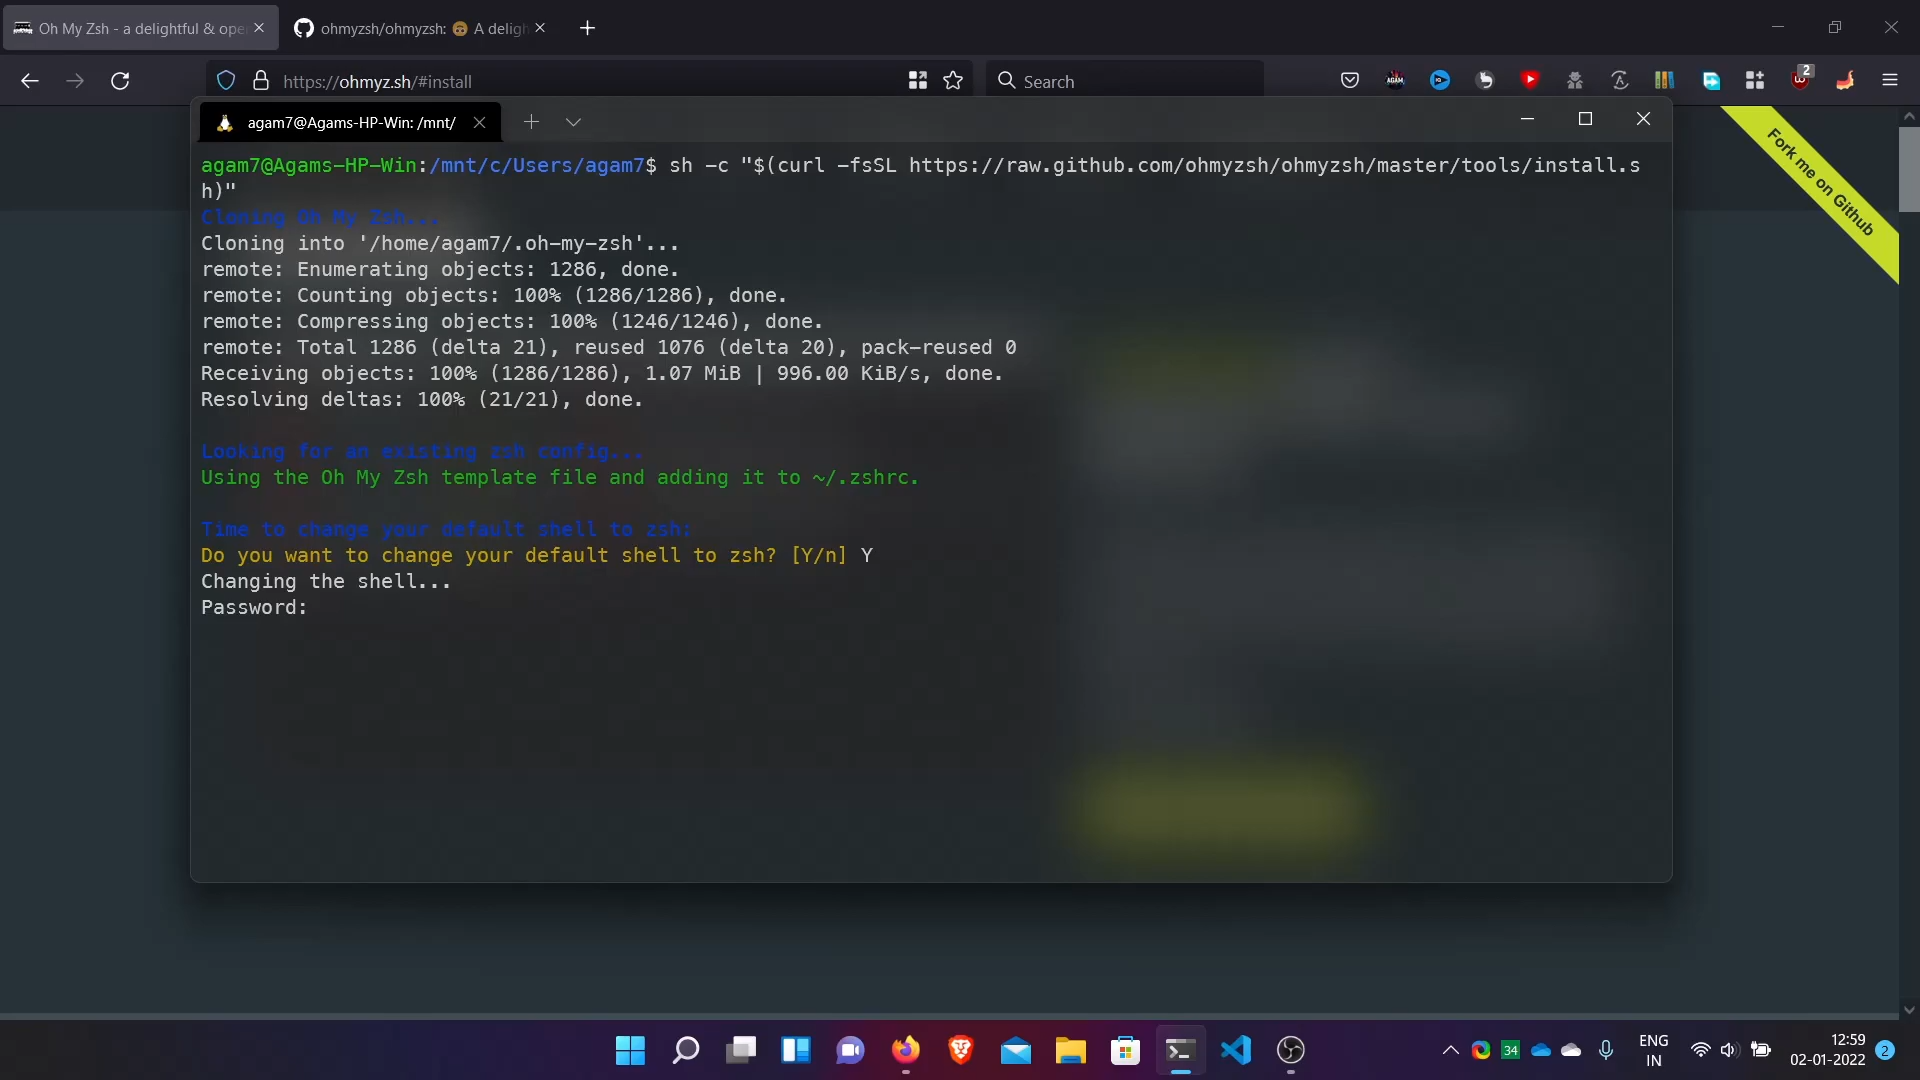 Oh My Zsh - a delightful & ope
ohmyzsh/ohmyzsh: 🙃 A deligh
https://ohmyz.sh/#install
Search
2
agam7@Agams-HP-Win: /mnt/
Fork me on Github
agam7@Agams-HP-Win:/mnt/c/Users/agam7$ sh -c "$(curl -fsSL https://raw.github.com/ohmyzsh/ohmyzsh/master/tools/install.s
h)"
Cloning Oh My Zsh...
Cloning into '/home/agam7/.oh-my-zsh'...
remote: Enumerating objects: 1286, done.
remote: Counting objects: 100% (1286/1286), done.
remote: Compressing objects: 100% (1246/1246), done.
remote: Total 1286 (delta 21), reused 1076 (delta 20), pack-reused 0
Receiving objects: 100% (1286/1286), 1.07 MiB | 996.00 KiB/s, done.
Resolving deltas: 100% (21/21), done.
Looking for an existing zsh config...
Using the Oh My Zsh template file and adding it to ~/.zshrc.
Time to change your default shell to zsh:
Do you want to change your default shell to zsh? [Y/n] Y
Changing the shell...
Password:
34
ENG
IN
12:59
02-01-2022
2